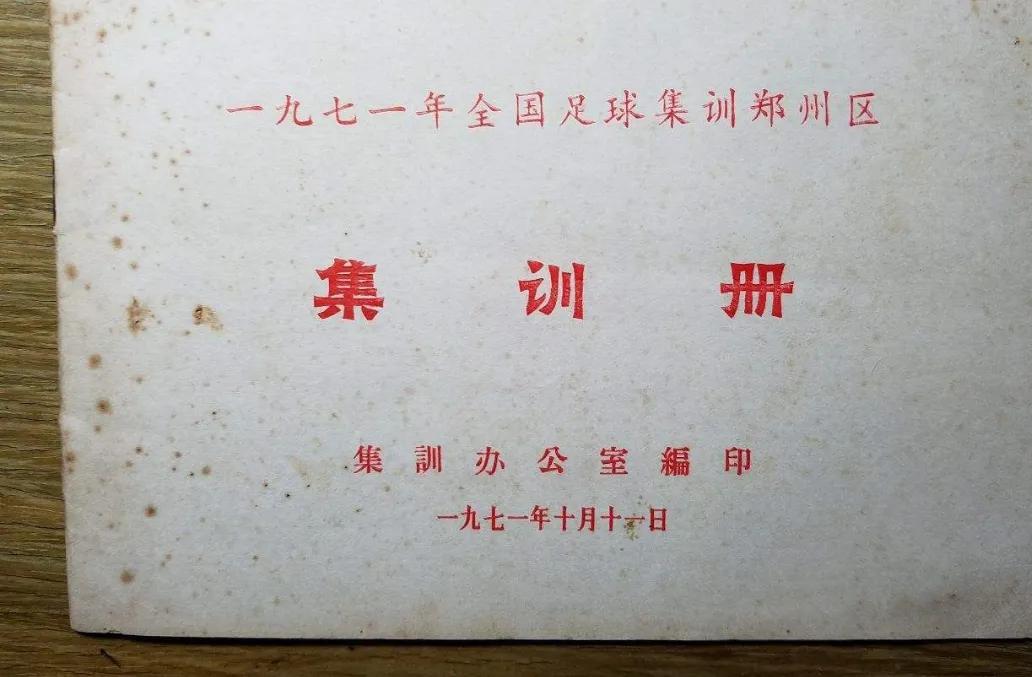 一九七一年全国足球集训郑州区
集训册
集訓办公室編印
一九七一年十月十一日